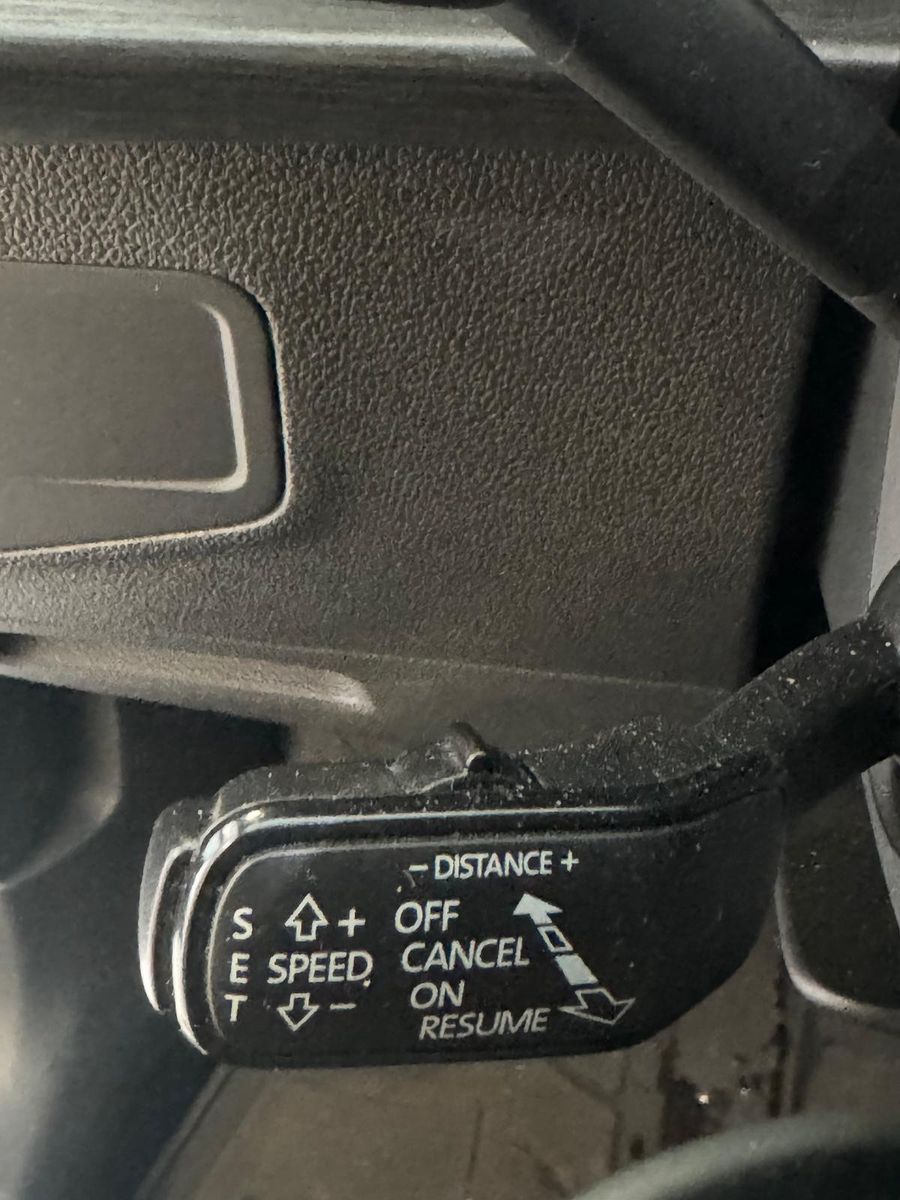 - DISTANCE +
S
E
T
+
SPEED
-
OFF
CANCEL
ON
RESUME